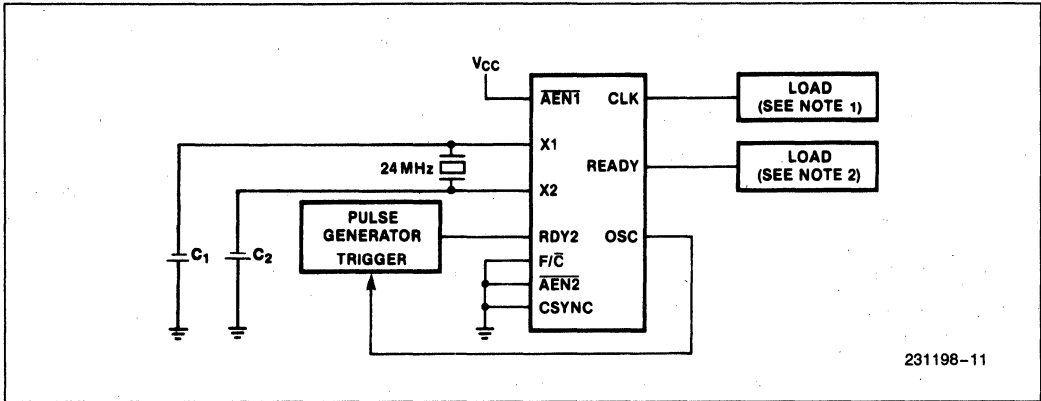 VCC
AEN1 CLK
LOAD
(SEE NOTE 1)
X1
24 MHz
READY
LOAD
(SEE NOTE 2)
X2
PULSE
GENERATOR
TRIGGER
RDY2 OSC
F/C̅
C1 C2
A̅E̅N̅2̅
CSYNC
231198-11